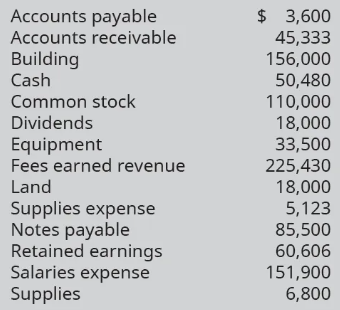 Accounts payable $ 3,600
Accounts receivable 45,333
Building 156,000
Cash 50,480
Common stock 110,000
Dividends 18,000
Equipment 33,500
Fees earned revenue 225,430
Land 18,000
Supplies expense 5,123
Notes payable 85,500
Retained earnings 60,606
Salaries expense 151,900
Supplies 6,800